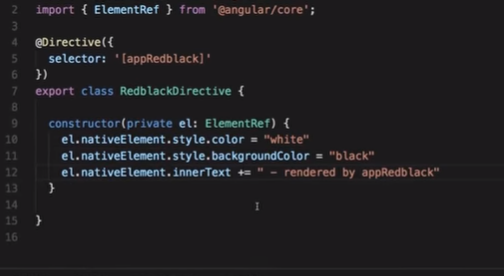 2 import { ElementRef } from '@angular/core';
3
4 @Directive({
5 selector: '[appRedblack]'
6 })
7 export class RedblackDirective {
8
9 constructor(private el: ElementRef) {
10 el.nativeElement.style.color = "white"
11 el.nativeElement.style.backgroundColor = "black"
12 el.nativeElement.innerText += " - rendered by appRedblack"
13 }
14
15 }
16